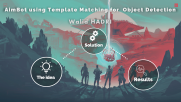 AimBot using Template Matching for Object Detection
Walid HADRI
Solution
The Idea
Results